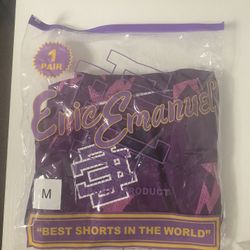 1
PAIR
Eric Emanuel
EE
M
PRODUCT
"BEST SHORTS IN THE WORLD"